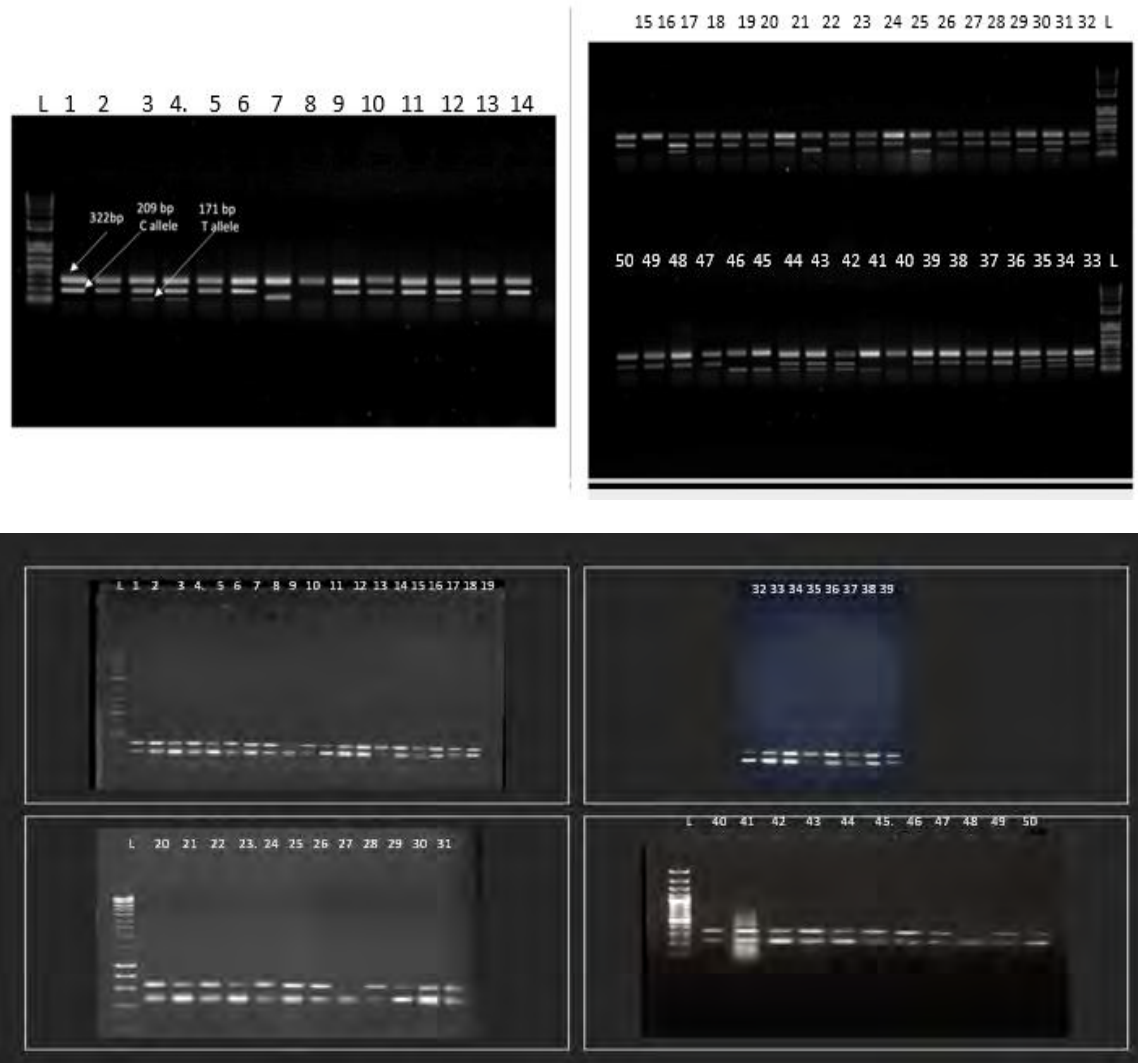 L 1 2 3 4. 5 6 7 8 9 10 11 12 13 14
322bp
209 bp
C allele
171 bp
T allele
15 16 17 18 19 20 21 22 23 24 25 26 27 28 29 30 31 32 L
50 49 48 47 46 45 44 43 42 41 40 39 38 37 36 35 34 33 L
L 1 2 3 4. 5 6 7 8 9 10 11 12 13 14 15 16 17 18 19
32 33 34 35 36 37 38 39
L 20 21 22 23. 24 25 26 27 28 29 30 31
L 40 41 42 43 44 45. 46 47 48 49 50